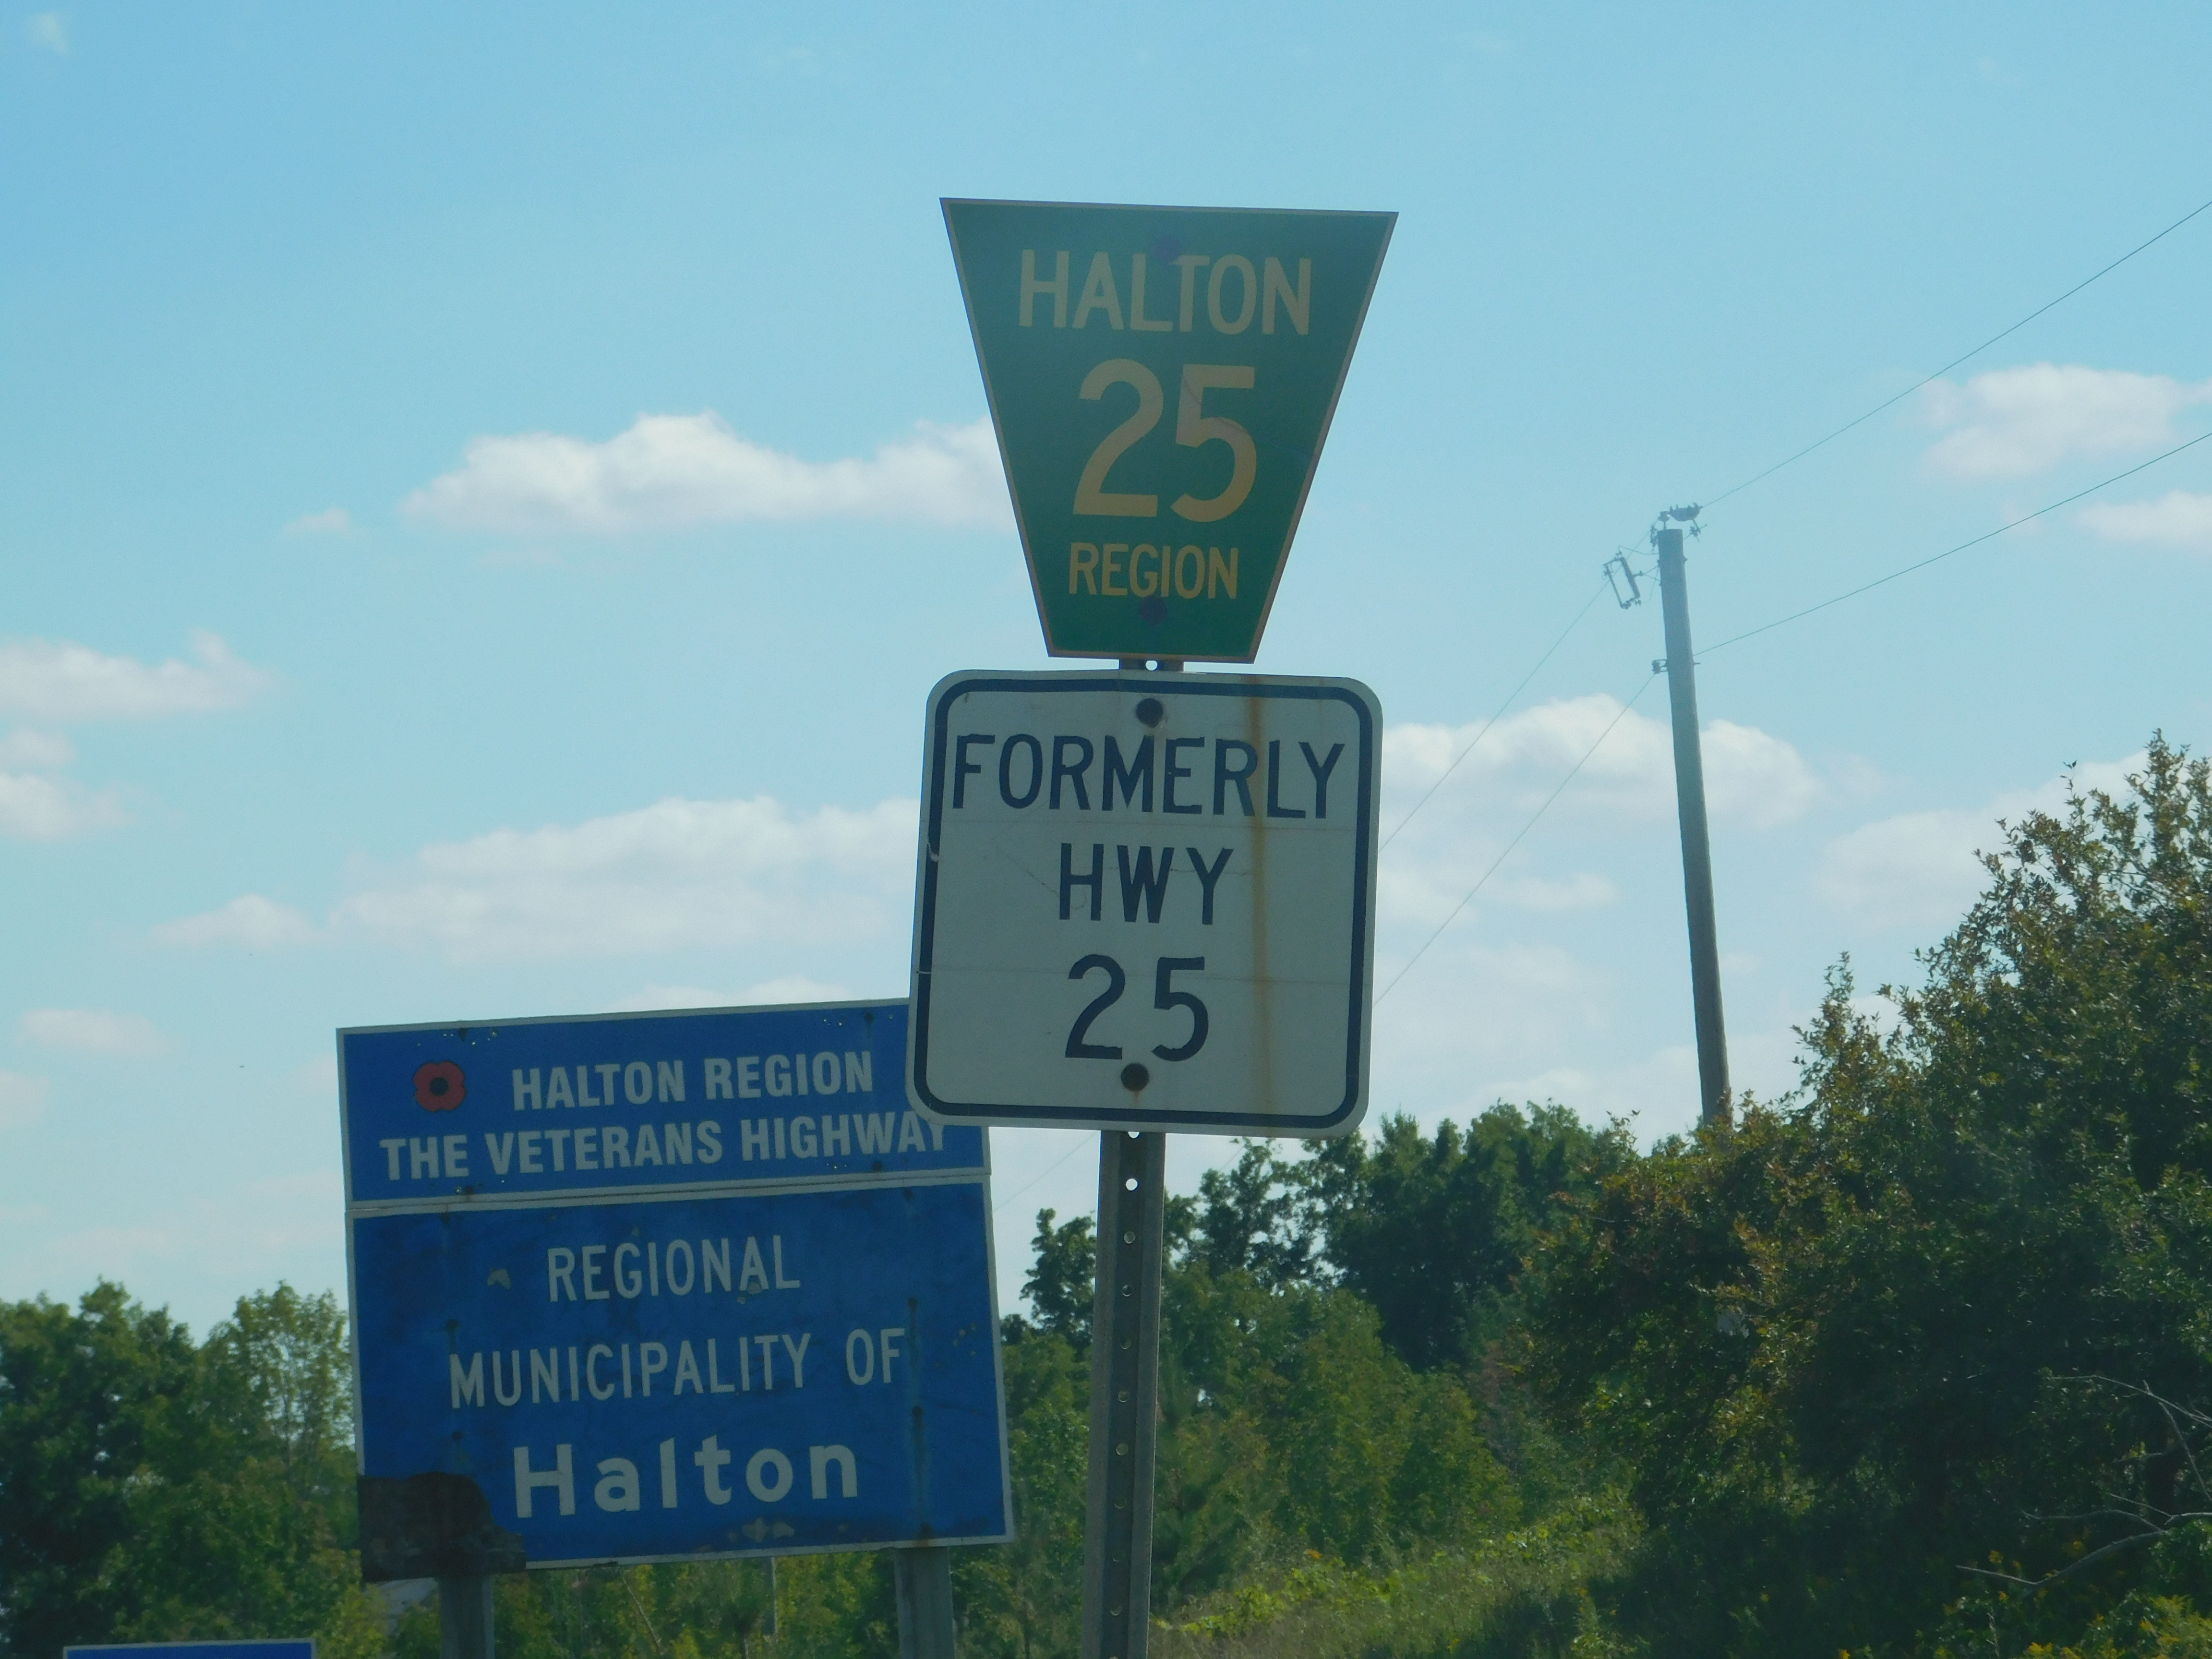 HALTON
25
REGION
FORMERLY
HWY
25
HALTON REGION
THE VETERANS HIGHWAY
REGIONAL
MUNICIPALITY OF
Halton